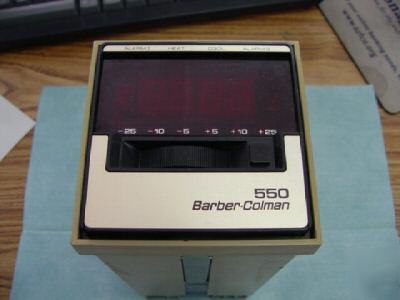 ALARM1 HEAT COOL ALARM2
-25 -10 -5 +5 +10 +25
550
Barber-Colman